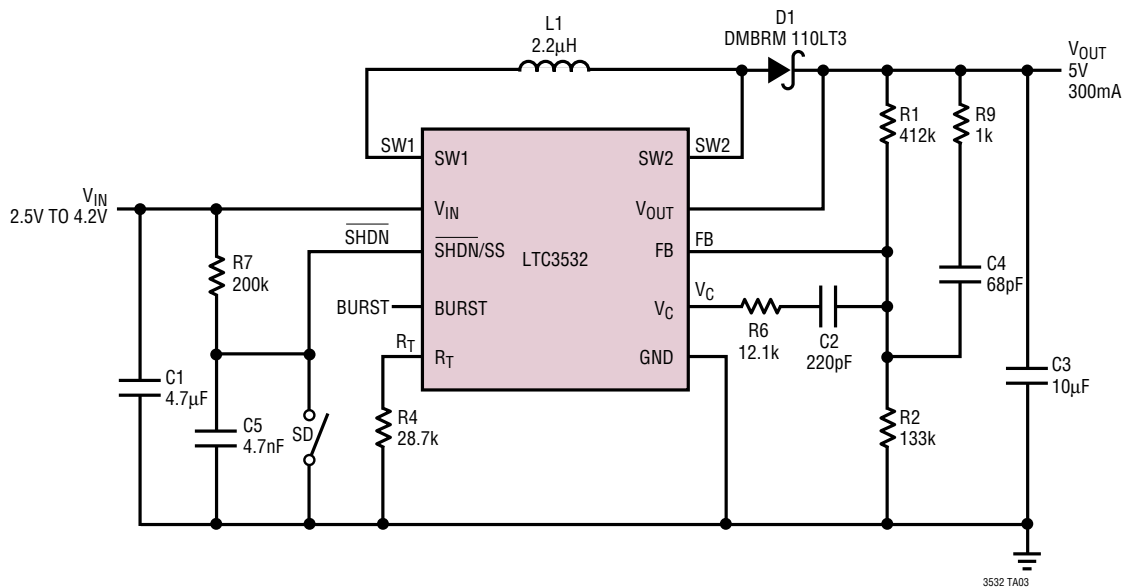 L1
2.2µH
D1
DMBRM 110LT3
VOUT
5V
300mA
R1
412k
R9
1k
SW1
SW1
SW2
SW2
VIN
2.5V TO 4.2V
VIN
VOUT
SHDN
SHDN/SS
LTC3532
FB
FB
R7
200k
C4
68pF
BURST
BURST
VC
VC
R6
12.1k
C2
220pF
RT
RT
GND
C1
4.7µF
C5
4.7nF
SD
R4
28.7k
R2
133k
C3
10µF
3532 TA03